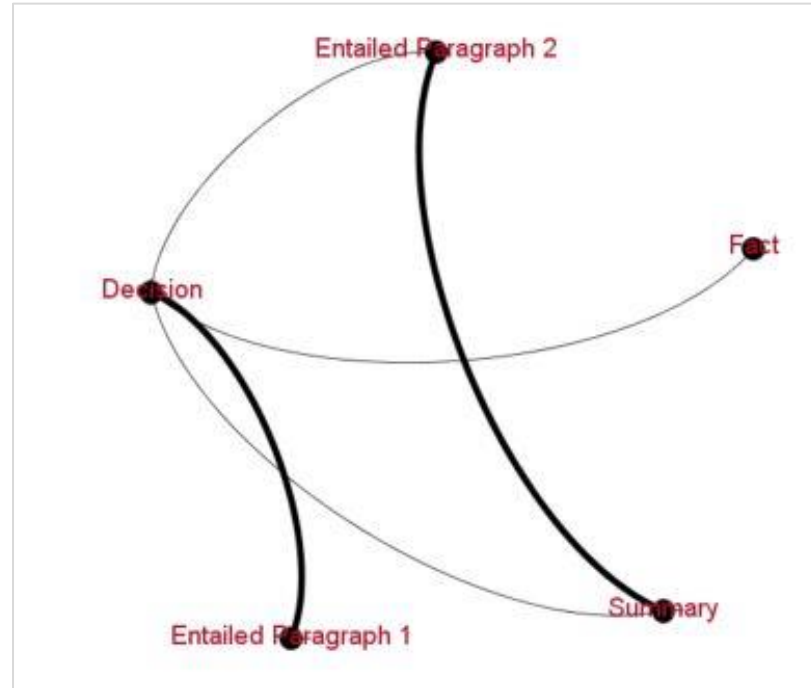 Entailed Paragraph 2
Fact
Decision
Summary
Entailed Paragraph 1